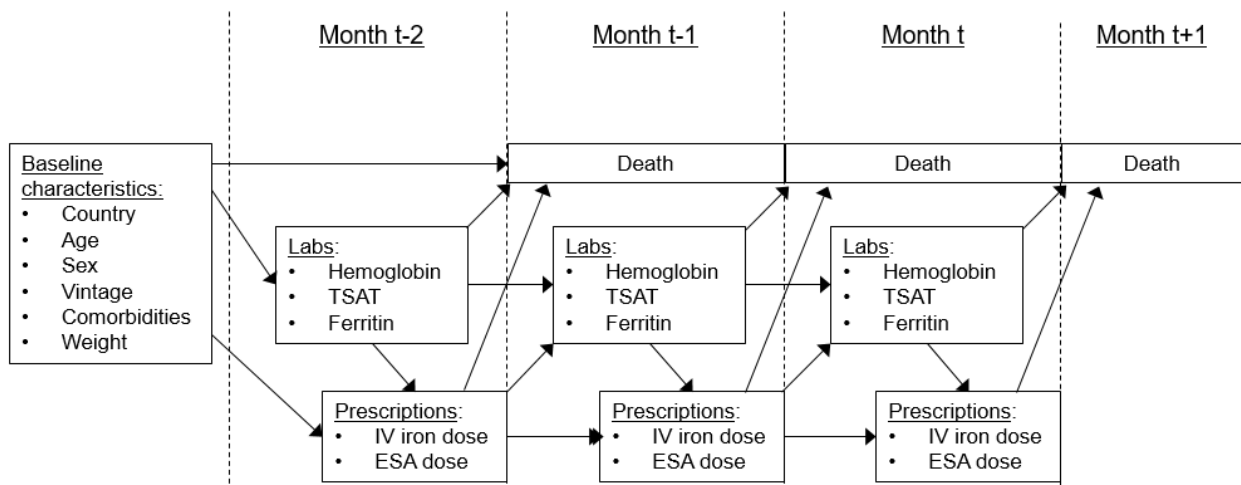 Month t-2
Month t-1
Month t
Month t+1
Baseline
characteristics:
• Country
• Age
• Sex
• Vintage
• Comorbidities
• Weight
Death
Death
Death
Labs:
• Hemoglobin
• TSAT
• Ferritin
Labs:
• Hemoglobin
• TSAT
• Ferritin
Labs:
• Hemoglobin
• TSAT
• Ferritin
Prescriptions:
• IV iron dose
• ESA dose
Prescriptions:
• IV iron dose
• ESA dose
Prescriptions:
• IV iron dose
• ESA dose